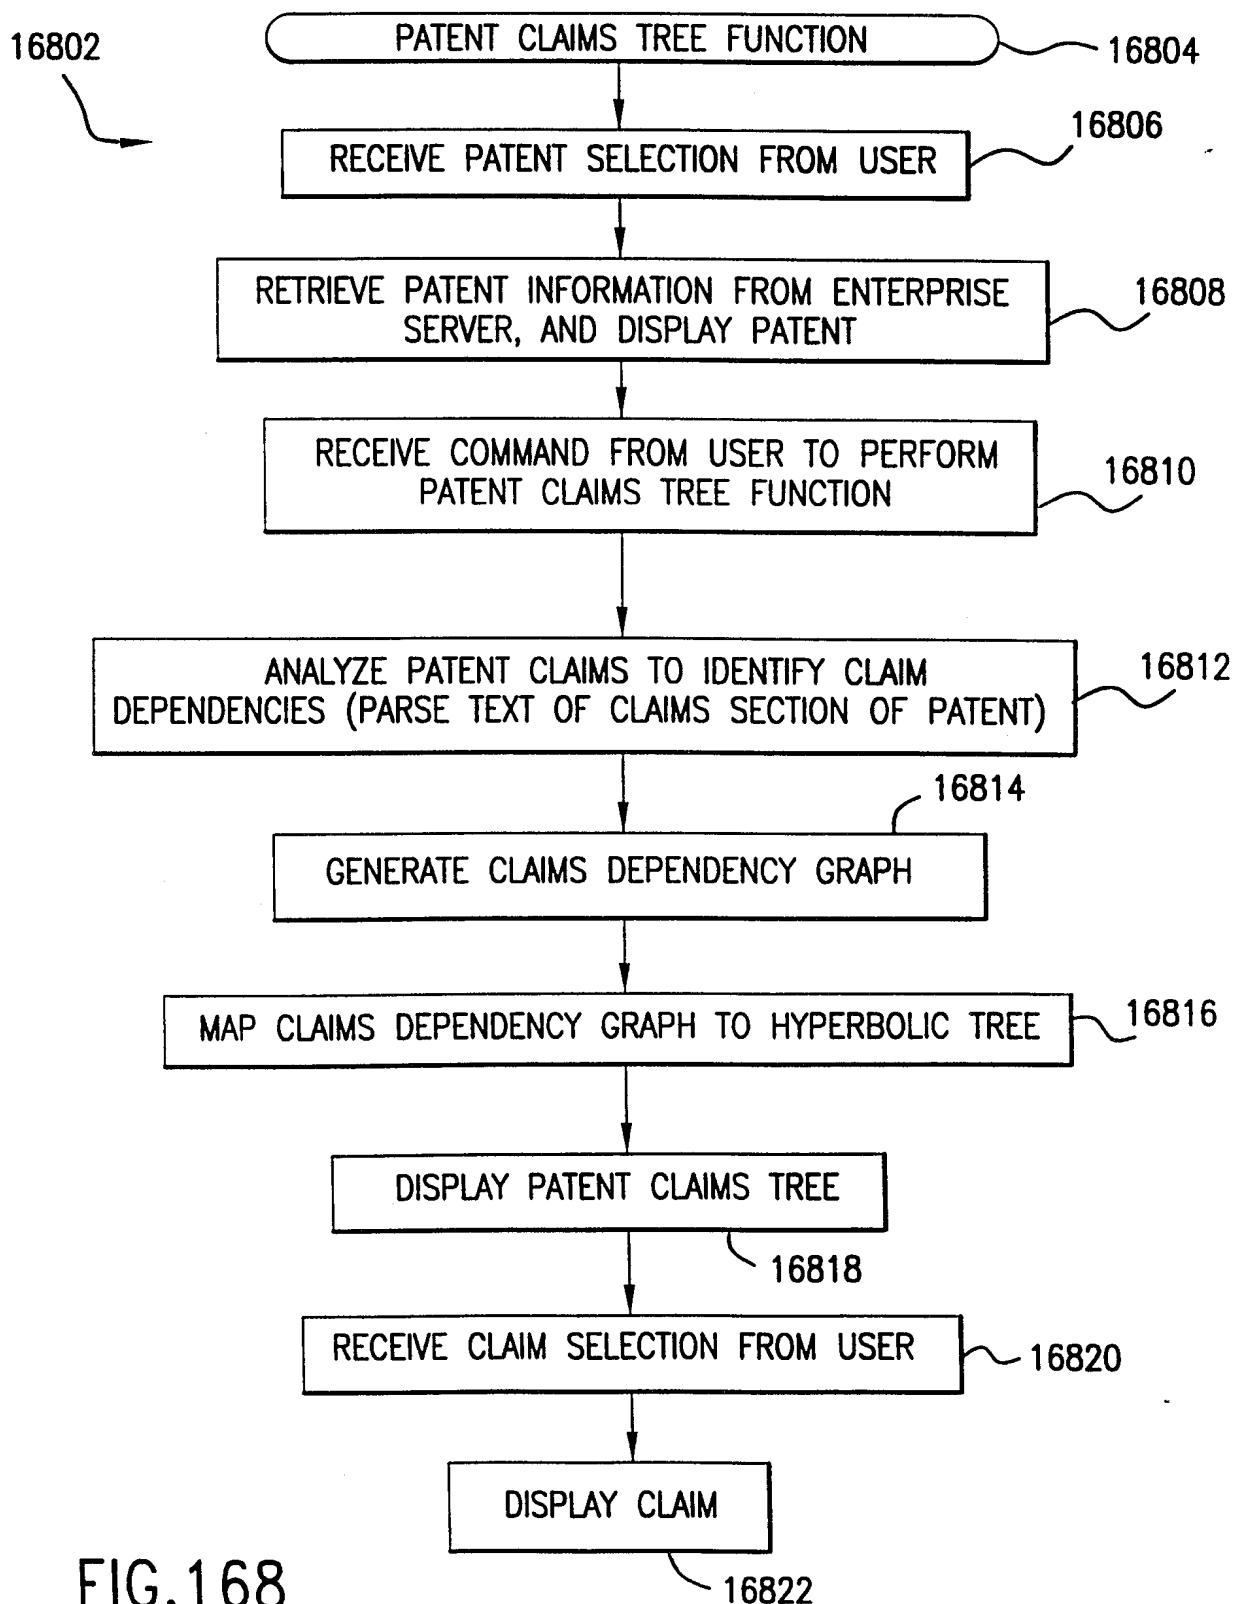 16802
PATENT CLAIMS TREE FUNCTION
16804
RECEIVE PATENT SELECTION FROM USER
16806
RETRIEVE PATENT INFORMATION FROM ENTERPRISE
SERVER, AND DISPLAY PATENT
16808
RECEIVE COMMAND FROM USER TO PERFORM
PATENT CLAIMS TREE FUNCTION
16810
ANALYZE PATENT CLAIMS TO IDENTIFY CLAIM
DEPENDENCIES (PARSE TEXT OF CLAIMS SECTION OF PATENT)
16812
16814
GENERATE CLAIMS DEPENDENCY GRAPH
MAP CLAIMS DEPENDENCY GRAPH TO HYPERBOLIC TREE
16816
DISPLAY PATENT CLAIMS TREE
16818
RECEIVE CLAIM SELECTION FROM USER
16820
DISPLAY CLAIM
16822
FIG.168